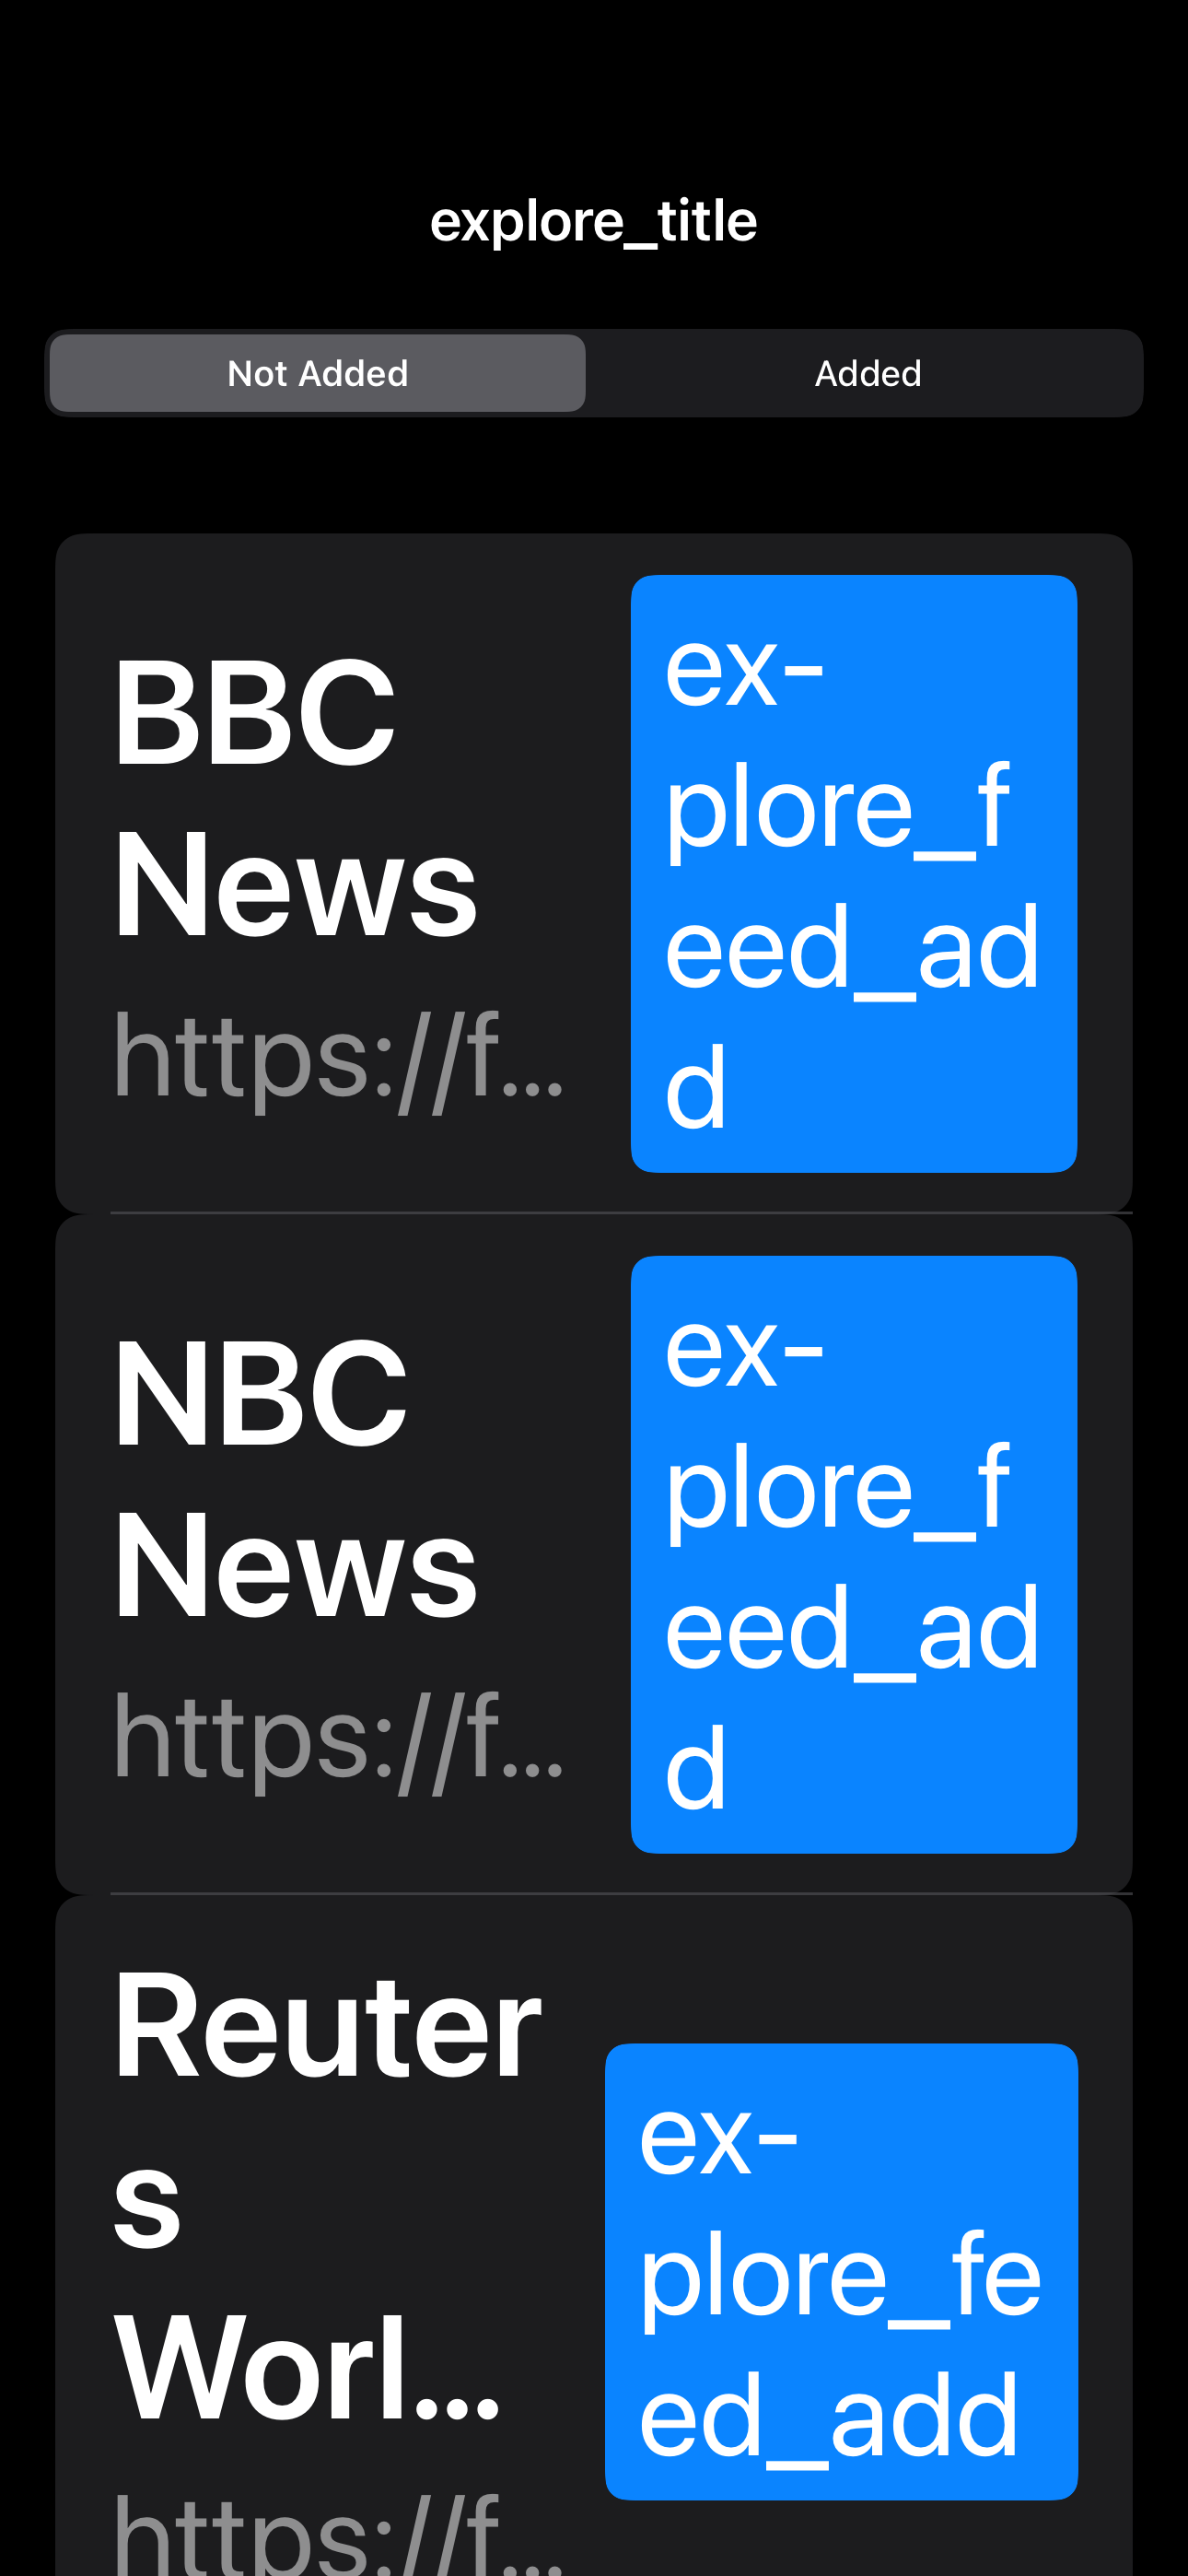 explore_title
Not Added
Added
BBC
News
https://f...
ex-
plore_f
eed_ad
d
NBC
News
https://f...
ex-
plore_f
eed_ad
d
Reuter
s
Worl...
https://f...
ex-
plore_fe
ed_add